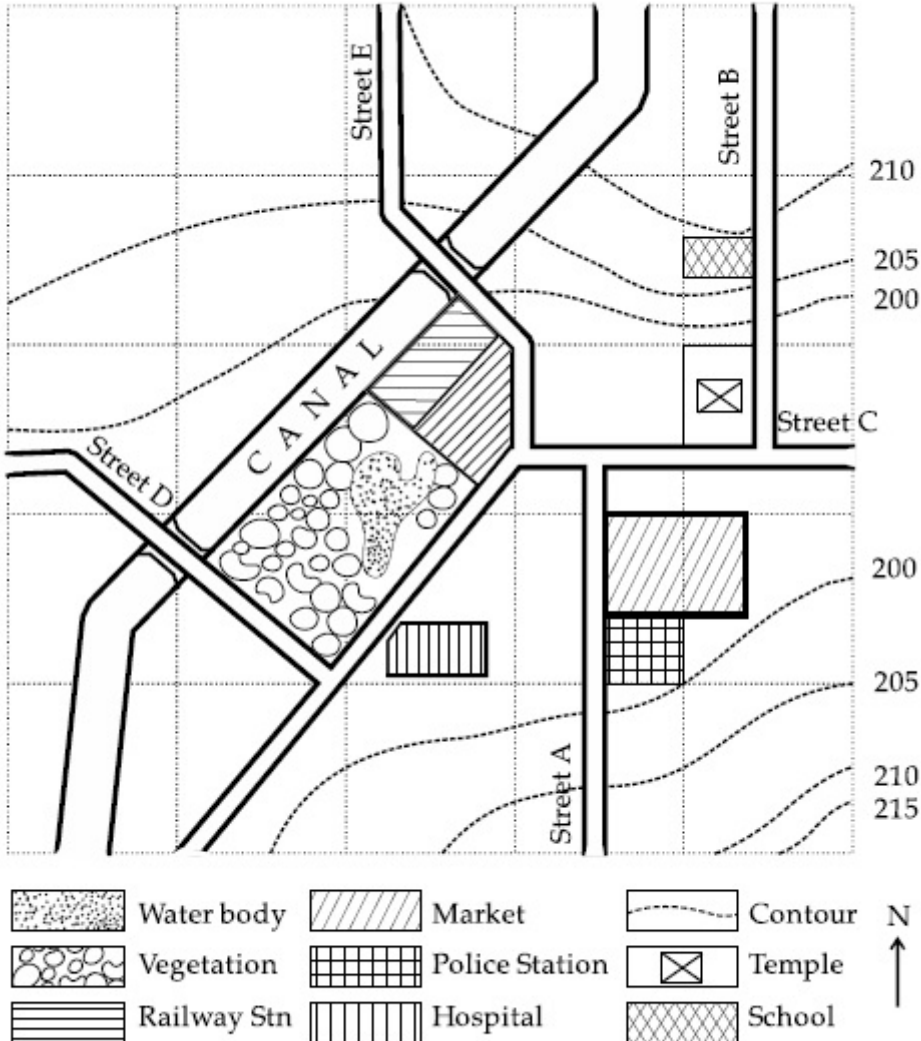 Street E
Street B
210
205
200
CANAL
Street C
Street D
200
205
210
215
Street A
Water body
Market
Contour
N
Vegetation
Police Station
Temple
Railway Stn
Hospital
School